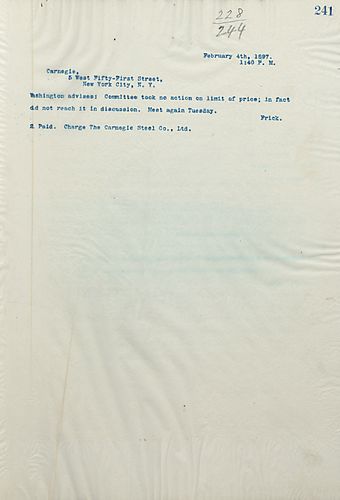 241
228
244
February 4th, 1897.
1:40 P. M.
Carnegie,
5 West Fifty-First Street,
New York City, N. Y.
Washington advises: Committee took no action on limit of price; in fact
did not reach it in discussion. Meet again Tuesday.
Frick.
2 Paid. Charge The Carnegie Steel Co., Ltd.